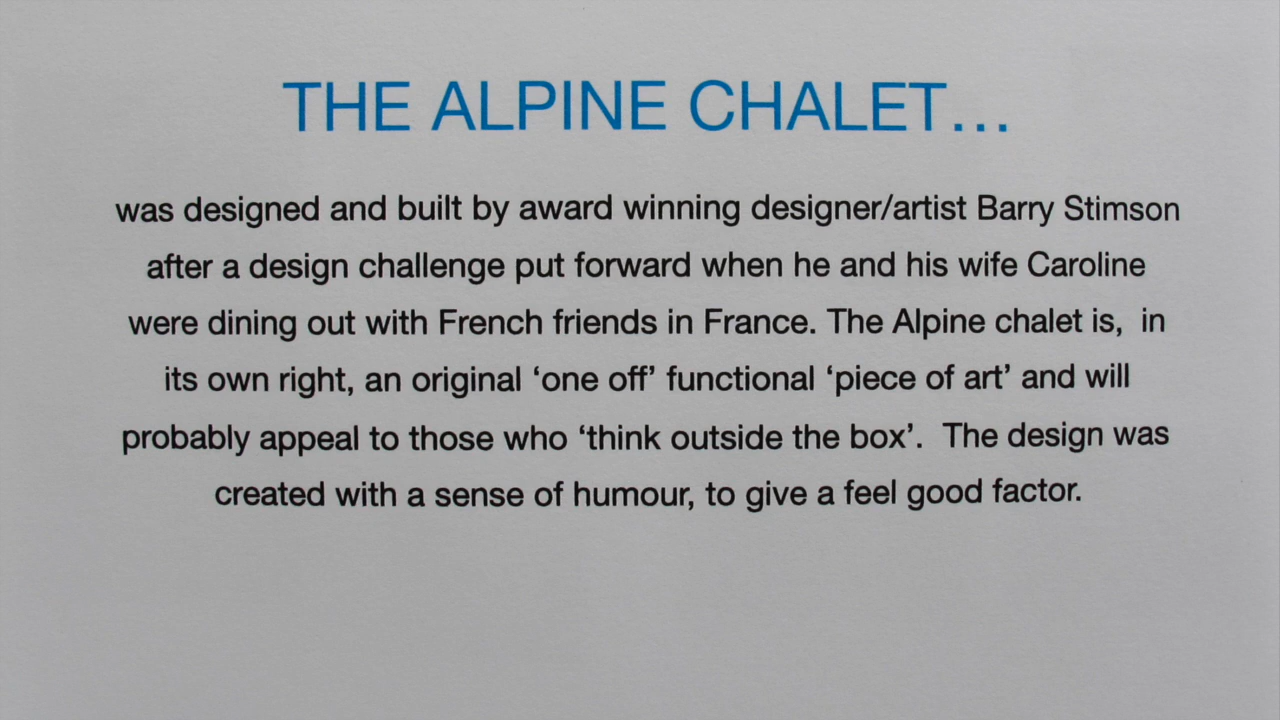 THE ALPINE CHALET...
was designed and built by award winning designer/artist Barry Stimson
after a design challenge put forward when he and his wife Caroline
were dining out with French friends in France. The Alpine chalet is,  in
its own right, an original ‘one off’ functional ‘piece of art’ and will
probably appeal to those who ‘think outside the box’.  The design was
created with a sense of humour, to give a feel good factor.